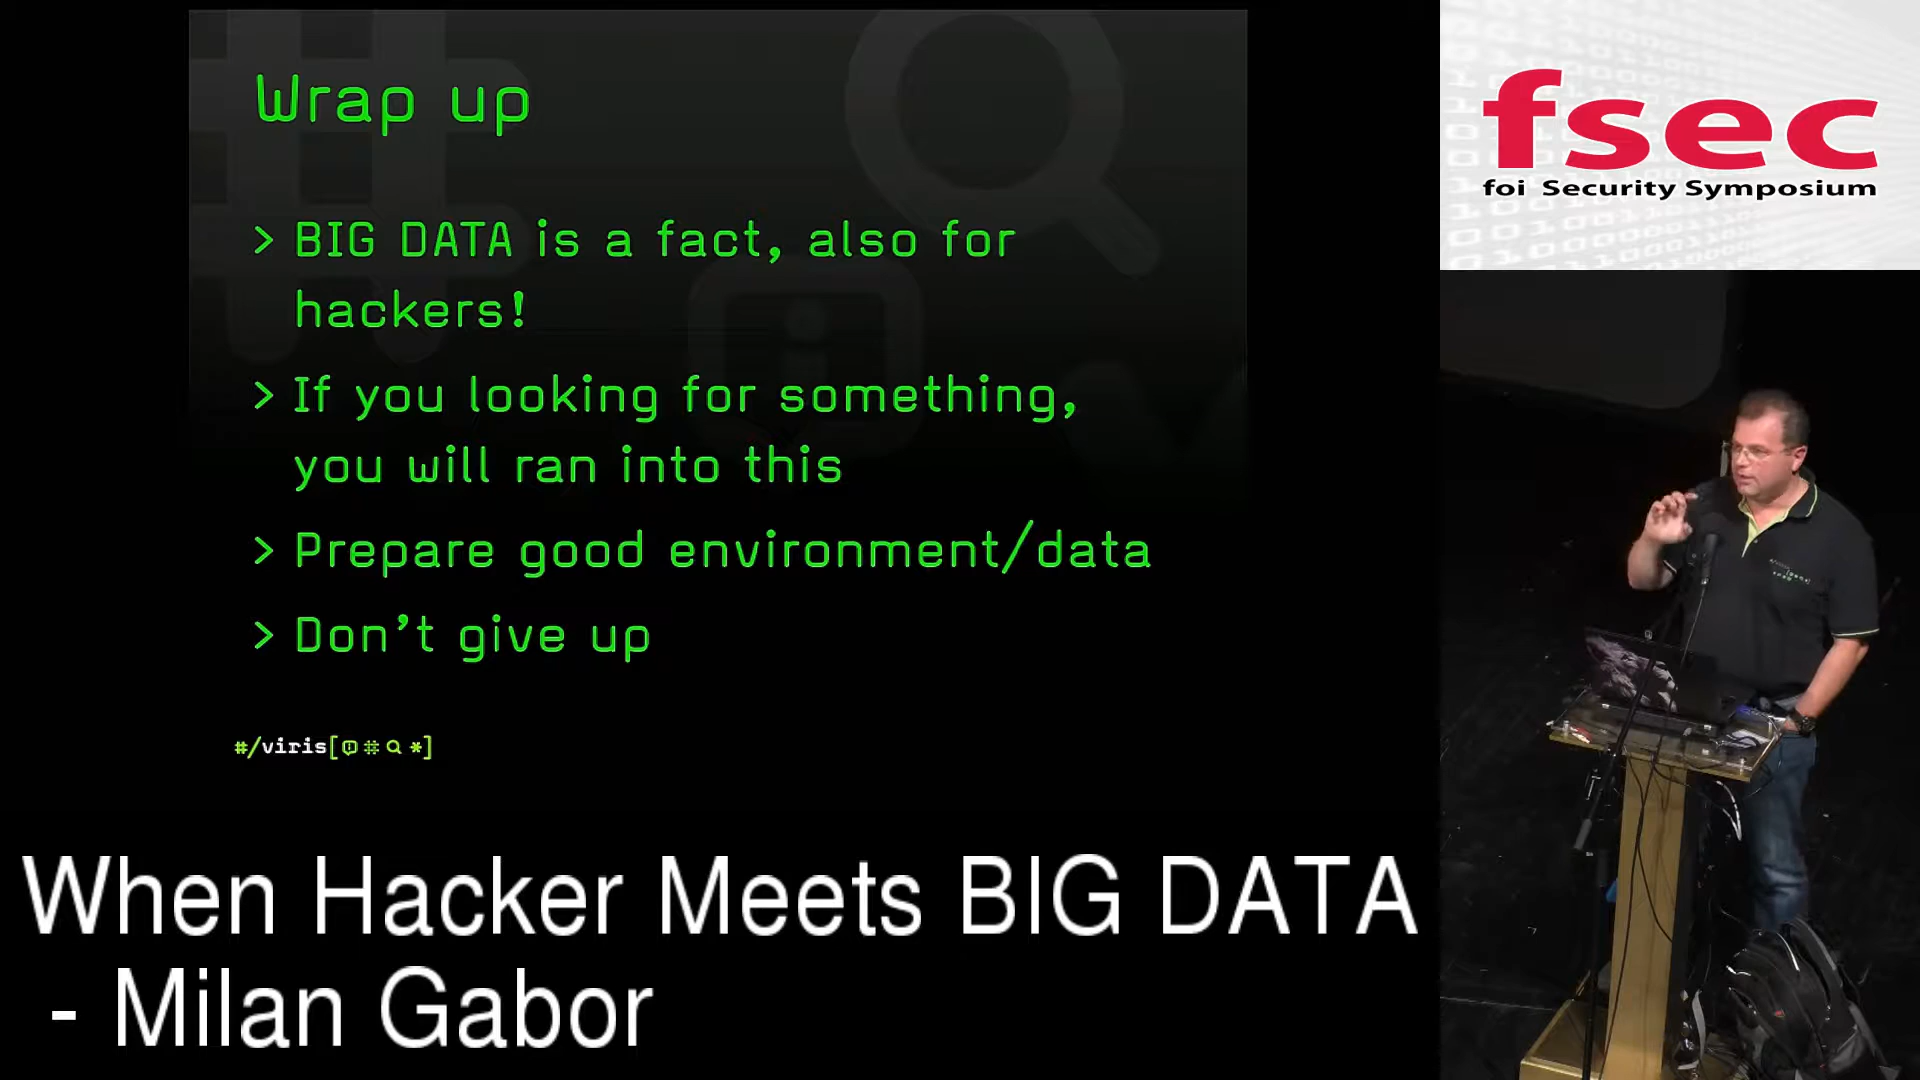 Wrap up
> BIG DATA is a fact, also for
hackers!
> If you looking for something,
you will ran into this
> Prepare good environment/data
> Don't give up
#/viris[ * ]
When Hacker Meets BIG DATA
- Milan Gabor
fsec
foi Security Symposium